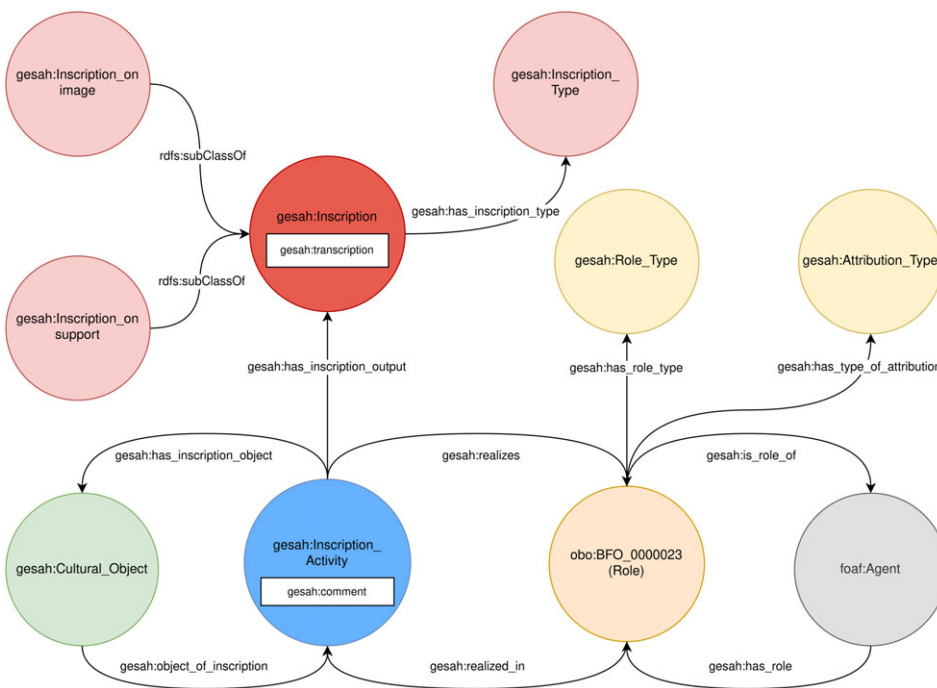 gesah:Inscription_on
image
gesah:Inscription_
Type
rdfs:subClassOf
gesah:Inscription
gesah:has_inscription_type
gesah:transcription
gesah:Role_Type
gesah:Attribution_Type
rdfs:subClassOf
gesah:Inscription_on
support
gesah:has_inscription_output
gesah:has_role_type
gesah:has_type_of_attribution
gesah:has_inscription_object
gesah:realizes
gesah:is_role_of
gesah:Cultural_Object
gesah:Inscription_
Activity
gesah:comment
obo:BFO_0000023
(Role)
foaf:Agent
gesah:object_of_inscription
gesah:realized_in
gesah:has_role